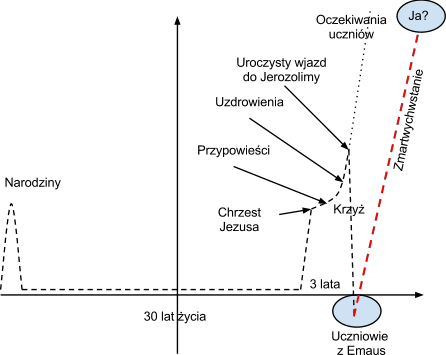 Ja?
Oczekiwania
uczniów
Uroczysty wjazd
do Jerozolimy
Zmartwychwstanie
Uzdrowienia
Przypowieści
Narodziny
Krzyż
Chrzest
Jezusa
3 lata
30 lat życia
Uczniowie
z Emaus